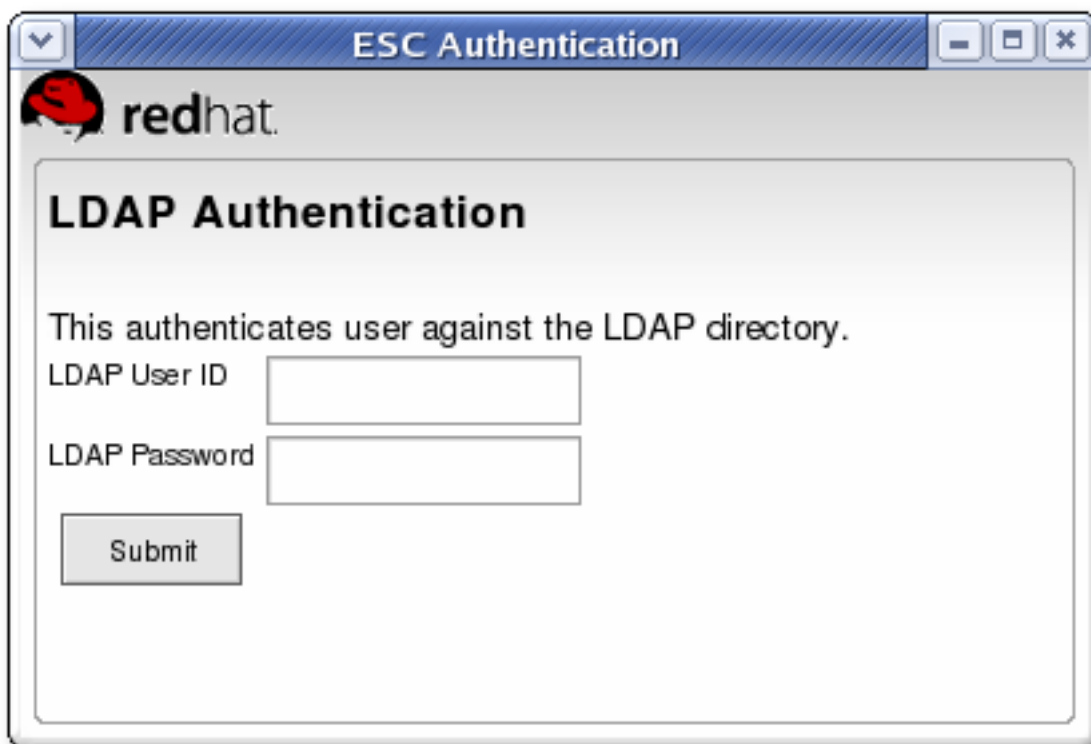 ESC Authentication
redhat.
LDAP Authentication
This authenticates user against the LDAP directory.
LDAP User ID
LDAP Password
Submit